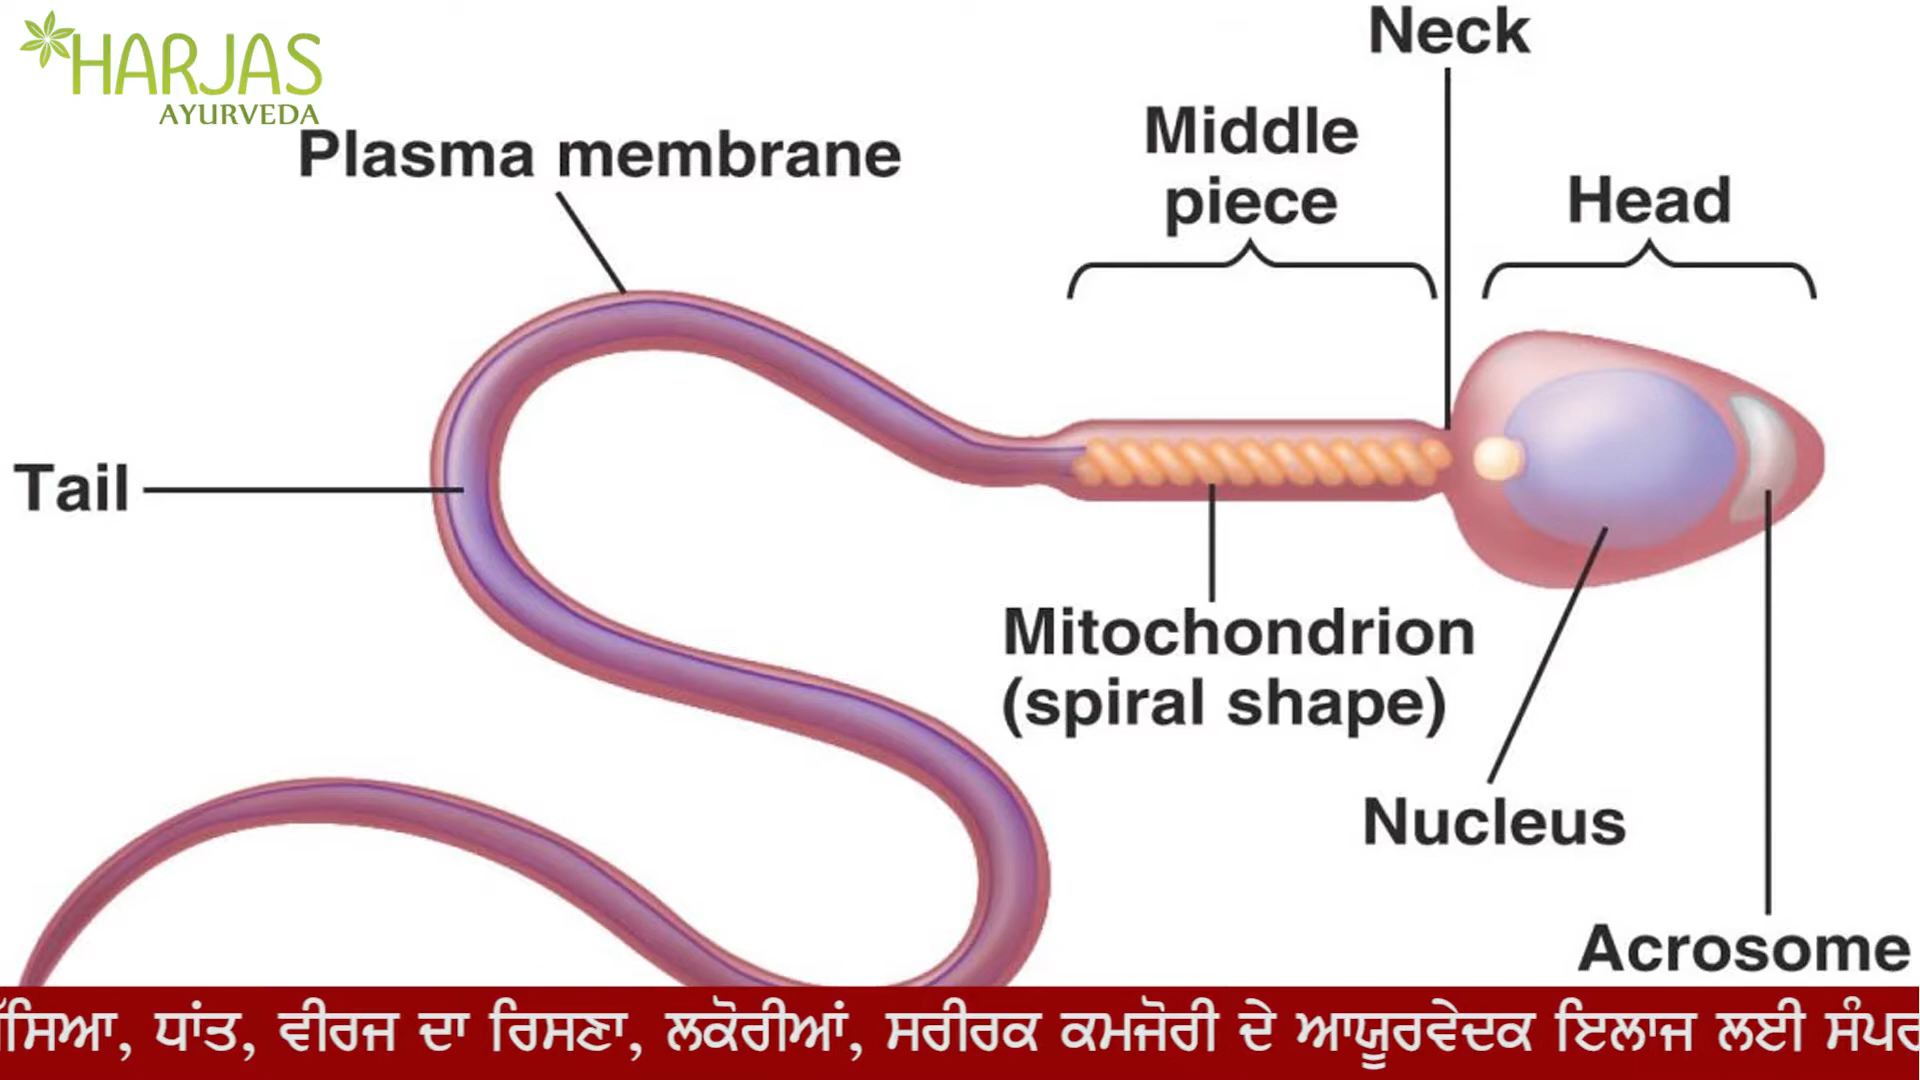 HARJAS
AYURVEDA
Neck
Middle
piece
Head
Plasma membrane
Tail
Mitochondrion
(spiral shape)
Nucleus
Acrosome
ਧਾਂਤ, ਵੀਰਜ ਦਾ ਰਿਸਣਾ, ਲਕੋਰੀਆਂ, ਸਰੀਰਕ ਕਮਜੋਰੀ ਦੇ ਆਯੂਰਵੇਦਕ ਇਲਾਜ ਲਈ